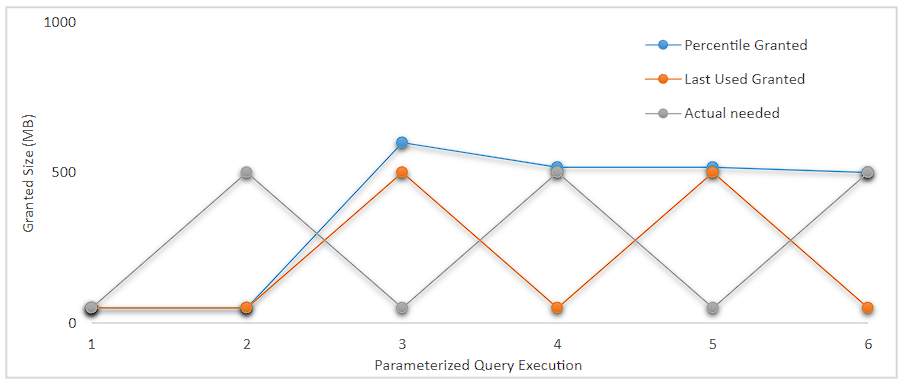 1000
Percentile Granted
Last Used Granted
Actual needed
Granted Size (MB)
500
0
1 2 3 4 5 6
Parameterized Query Execution